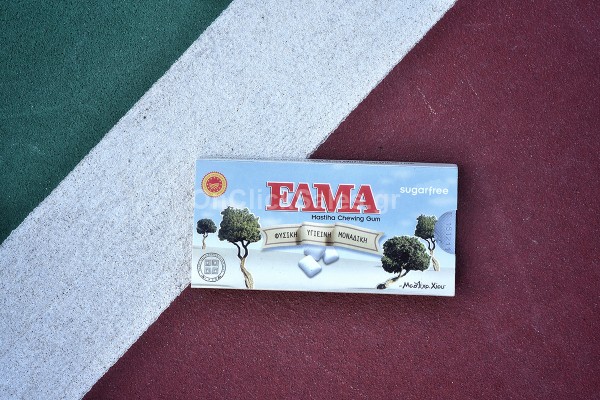 ΕΛΜΑ
sugarfree
Mastiha Chewing Gum
ΦΥΣΙΚΗ ΥΓΙΕΙΝΗ ΜΟΝΑΔΙΚΗ
Μαστίχα Χίου